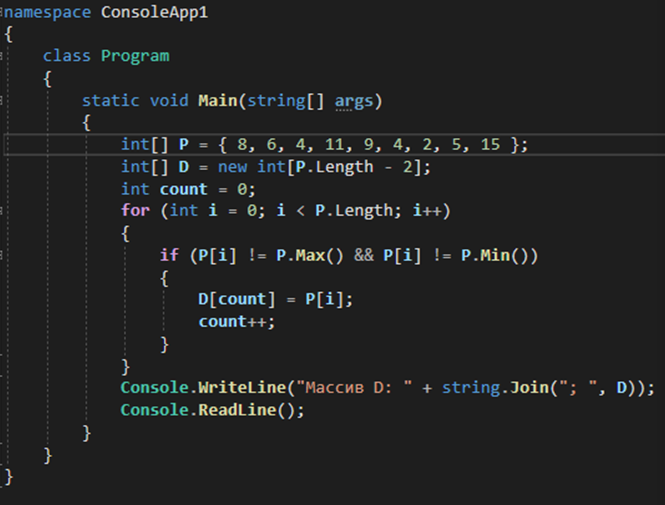 namespace ConsoleApp1
{
class Program
{
static void Main(string[] args)
{
int[] P = { 8, 6, 4, 11, 9, 4, 2, 5, 15 };
int[] D = new int[P.Length - 2];
int count = 0;
for (int i = 0; i < P.Length; i++)
{
if (P[i] != P.Max() && P[i] != P.Min())
{
D[count] = P[i];
count++;
}
}
Console.WriteLine("Массив D: " + string.Join("; ", D));
Console.ReadLine();
}
}
}